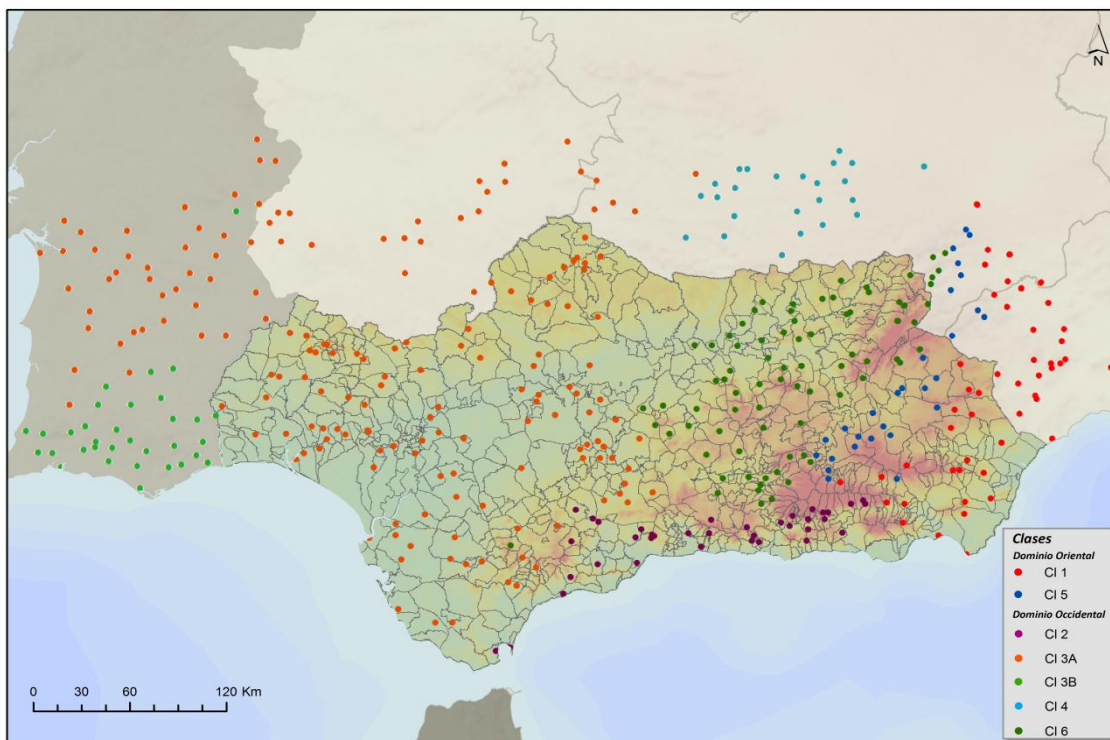 N
Clases
Dominio Oriental
Cl 1
Cl 5
Dominio Occidental
Cl 2
Cl 3A
Cl 3B
Cl 4
Cl 6
0 30 60 120 Km